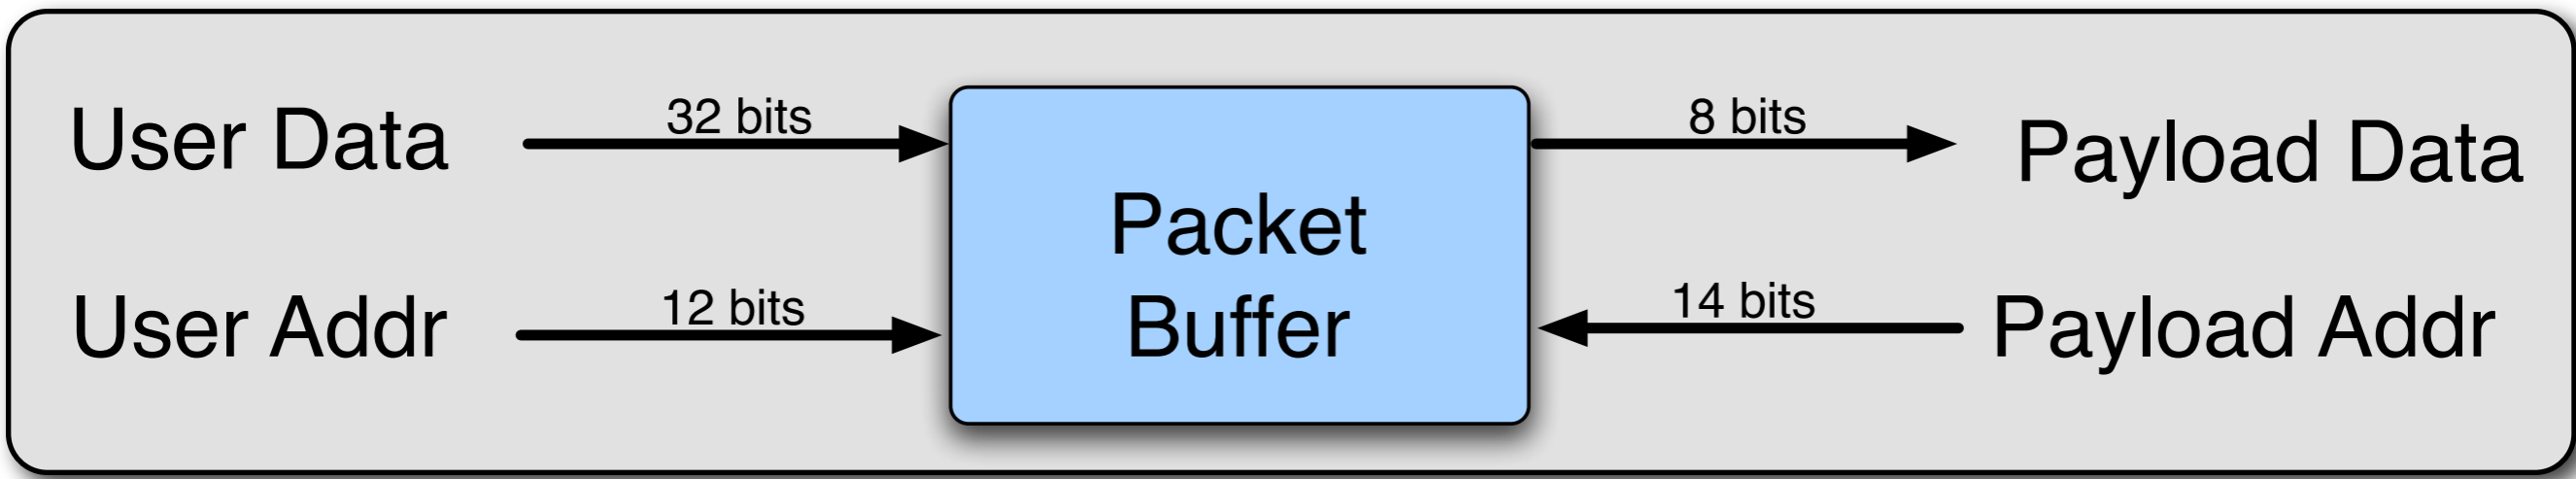 User Data
32 bits
8 bits
Payload Data
Packet
Buffer
User Addr
12 bits
14 bits
Payload Addr